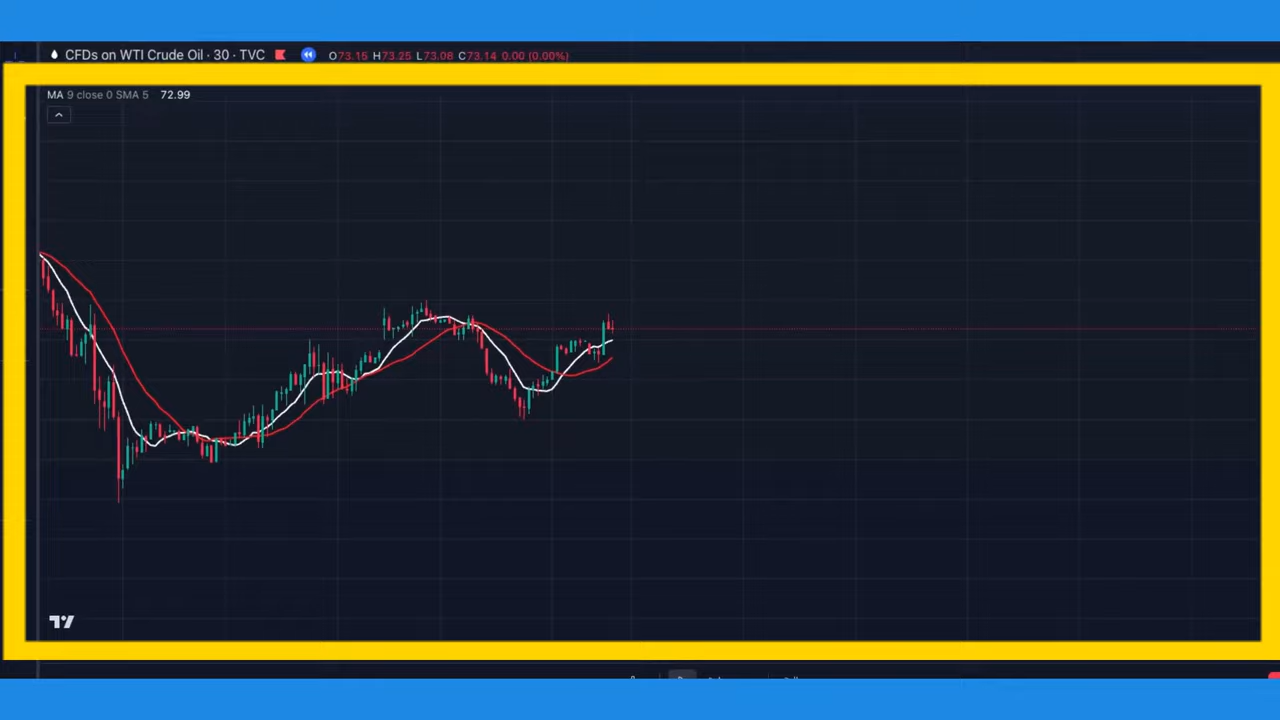 CFDs on WTI Crude Oil · 30 · TVC O73.15 H73.25 L73.08 C73.14 0.00 (0.00%)
MA 9 close 0 SMA 5 72.99